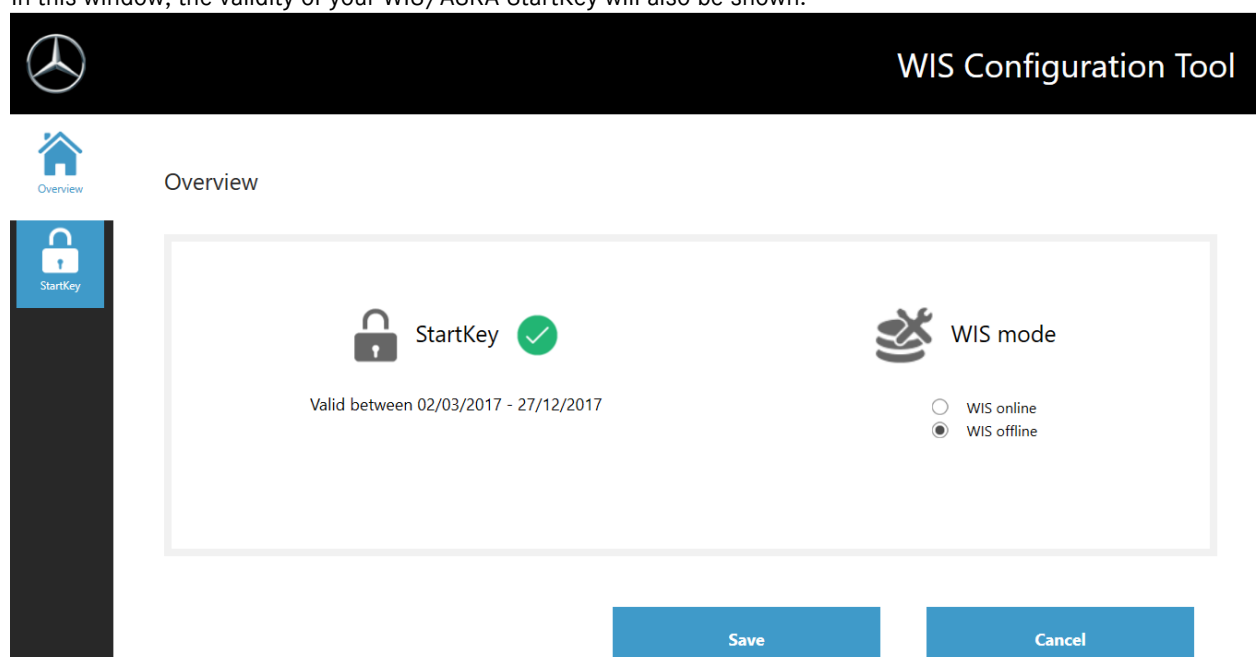 In this window, the validity of your WIS/ASRA StartKey will also be shown.
WIS Configuration Tool
Overview
Overview
StartKey
StartKey
WIS mode
Valid between 02/03/2017 - 27/12/2017
WIS online
WIS offline
Save
Cancel